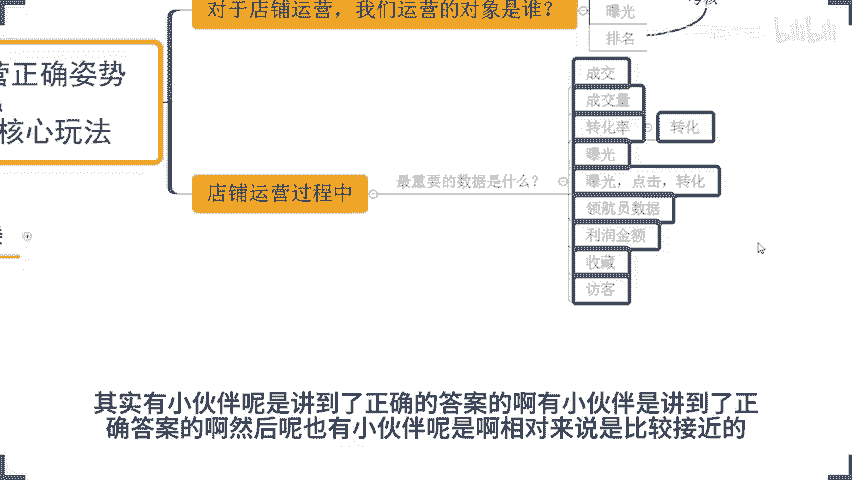 对于店铺运营，我们运营的对象是谁？
曝光
排名
bilibili
营正确姿势
核心玩法
成交
成交量
转化率
转化
曝光
店铺运营过程中
最重要的数据是什么？
曝光，点击，转化
领航员数据
利润金额
收藏
访客
其实有小伙伴呢是讲到了正确的答案的啊有小伙伴是讲到了正
确答案的啊然后呢也有小伙伴呢是啊相对来说是比较接近的